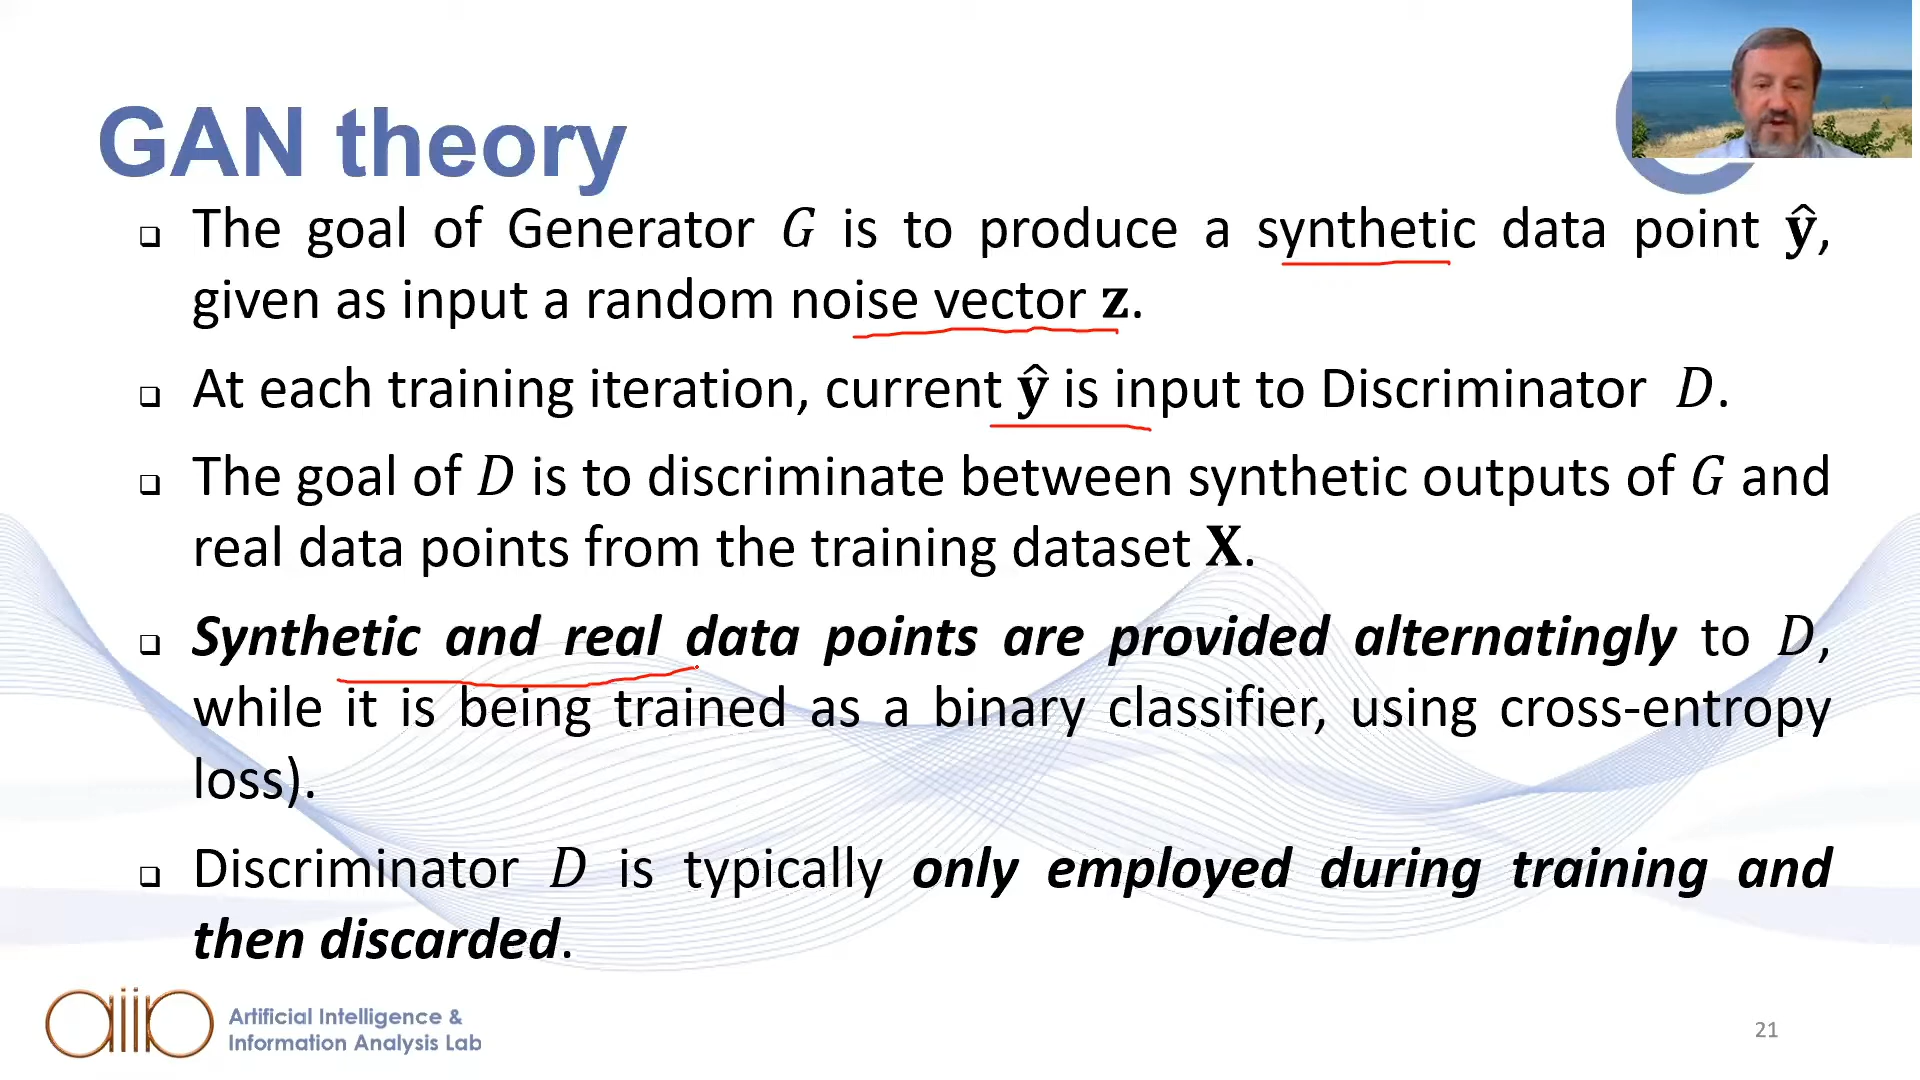 GAN theory
❑ The goal of Generator 𝐺 is to produce a synthetic data point 𝐲̂,
given as input a random noise vector 𝐳.
❑ At each training iteration, current 𝐲̂ is input to Discriminator 𝐷.
❑ The goal of 𝐷 is to discriminate between synthetic outputs of 𝐺 and
real data points from the training dataset 𝐗.
❑ Synthetic and real data points are provided alternatingly to 𝐷,
while it is being trained as a binary classifier, using cross-entropy
loss).
❑ Discriminator 𝐷 is typically only employed during training and
then discarded.
aiia
Artificial Intelligence &
Information Analysis Lab
21